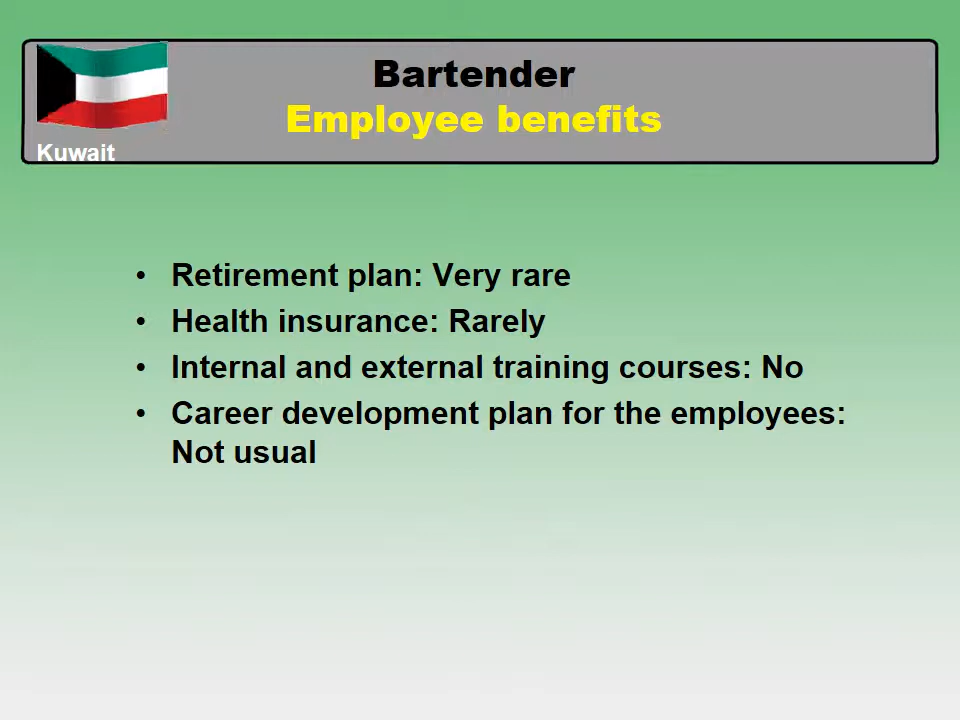 Bartender
Employee benefits
Kuwait
• Retirement plan: Very rare
• Health insurance: Rarely
• Internal and external training courses: No
• Career development plan for the employees:
Not usual